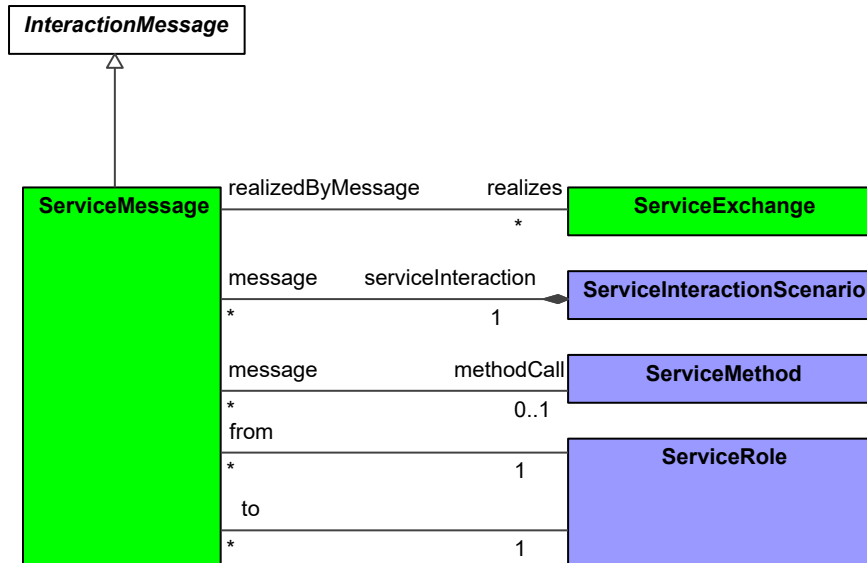 InteractionMessage
realizedByMessage realizes
ServiceMessage ServiceExchange
*
message serviceInteraction ServiceInteractionScenario
* 1
message methodCall ServiceMethod
* 0..1
from
ServiceRole
* 1
to
* 1